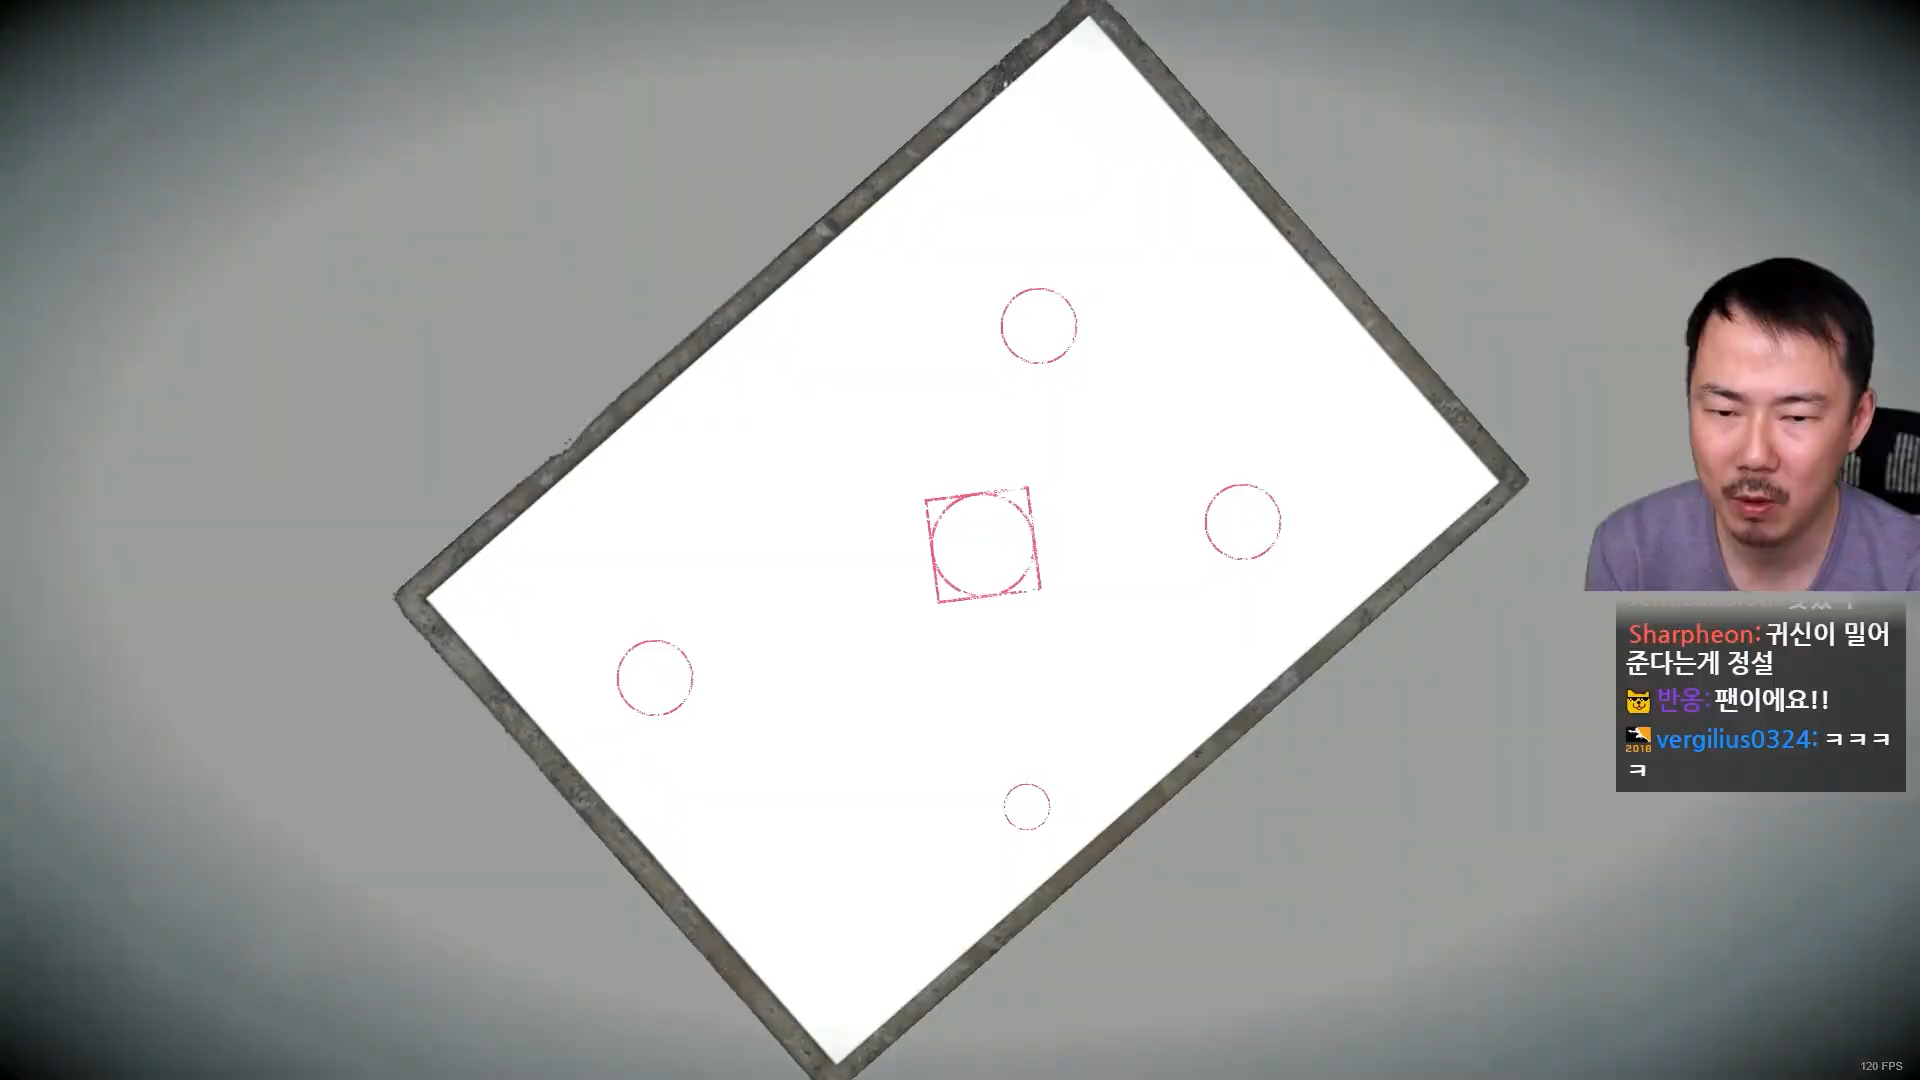 Sharpheon: 귀신이 밀어
준다는게 정설
반옹: 팬이에요!!
2018 vergilius0324: ㅋㅋㅋ
ㅋ
120 FPS